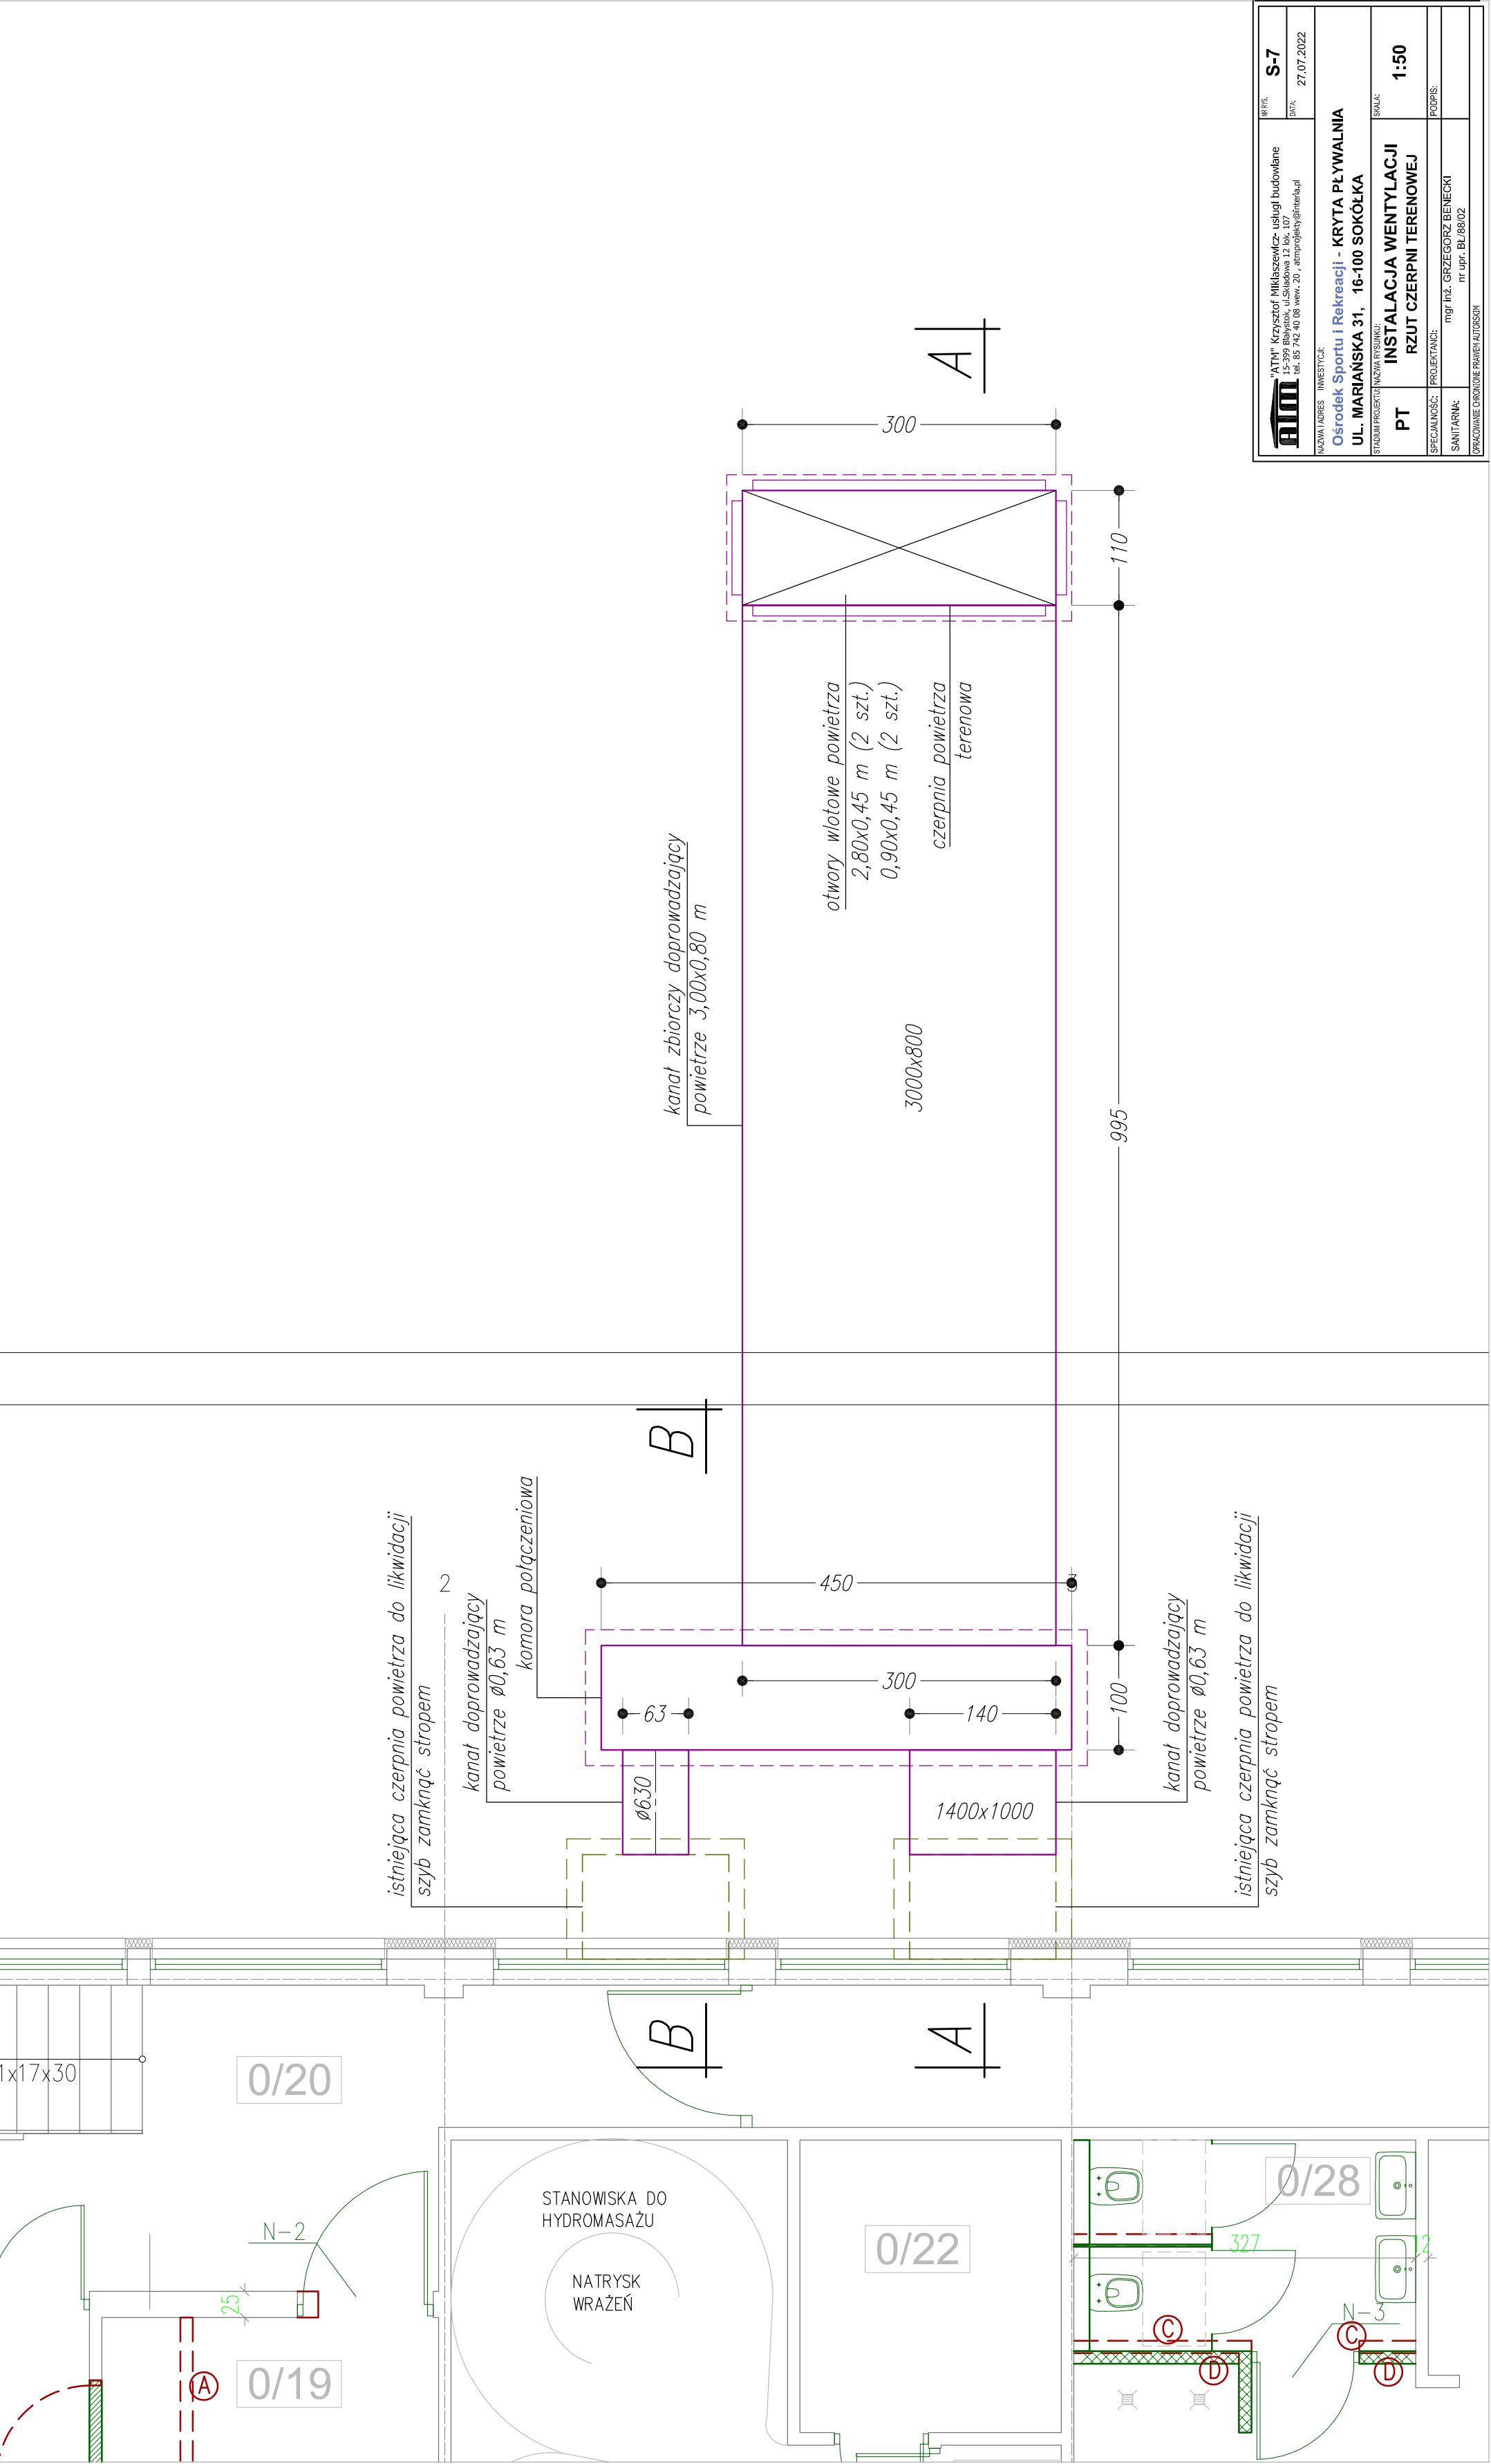 "ATM" Krzysztof Miklaszewicz- usługi budowlane
15-399 Białystok, ul.Składowa 12 lok. 107
tel. 85 742 40 08 wew. 20 , atmprojekty@interia.pl
NR RYS.
S-7
DATA:
27.07.2022
NAZWA I ADRES INWESTYCJI:
Ośrodek Sportu i Rekreacji - KRYTA PŁYWALNIA
UL. MARIAŃSKA 31, 16-100 SOKÓŁKA
STADIUM PROJEKTU:
PT
NAZWA RYSUNKU:
INSTALACJA WENTYLACJI
RZUT CZERPNI TERENOWEJ
SKALA:
1:50
SPECJALNOŚĆ:
PROJEKTANCI:
PODPIS:
SANITARNA:
mgr inż. GRZEGORZ BENECKI
nr upr. BŁ/88/02
OPRACOWANIE CHRONIONE PRAWEM AUTORSKIM
A
300
110
otwory wlotowe powietrza
2,80x0,45 m (2 szt.)
0,90x0,45 m (2 szt.)
czerpnia powietrza
terenowa
kanał zbiorczy doprowadzający
powietrze 3,00x0,80 m
3000x800
995
B
istniejąca czerpnia powietrza do likwidacji
szyb zamknąć stropem
2
kanał doprowadzający
powietrze ø0,63 m
komora połączeniowa
450
3
300
63
140
100
kanał doprowadzający
powietrze ø0,63 m
istniejąca czerpnia powietrza do likwidacji
szyb zamknąć stropem
ø630
1400x1000
B
A
1x17x30
0/20
N-2
25
0/19
A
STANOWISKA DO
HYDROMASAŻU
NATRYSK
WRAŻEŃ
0/22
0/28
327
12
N-3
C
C
D
D